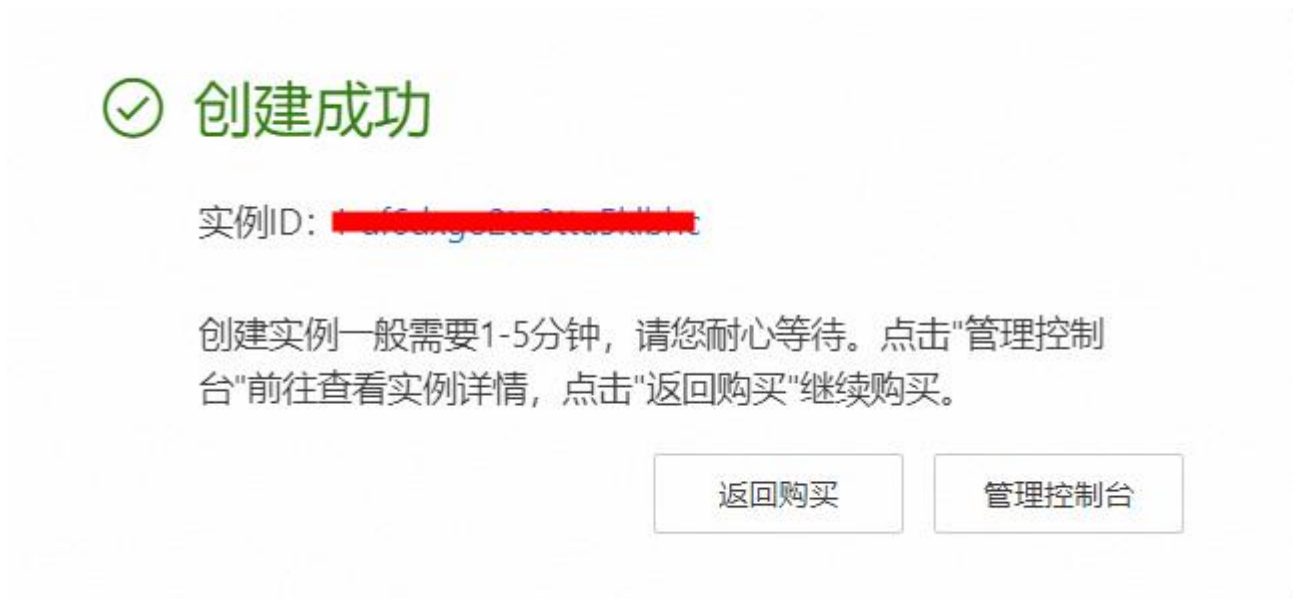 创建成功
实例ID：
创建实例一般需要1-5分钟，请您耐心等待。点击"管理控制
台"前往查看实例详情，点击"返回购买"继续购买。
返回购买 管理控制台